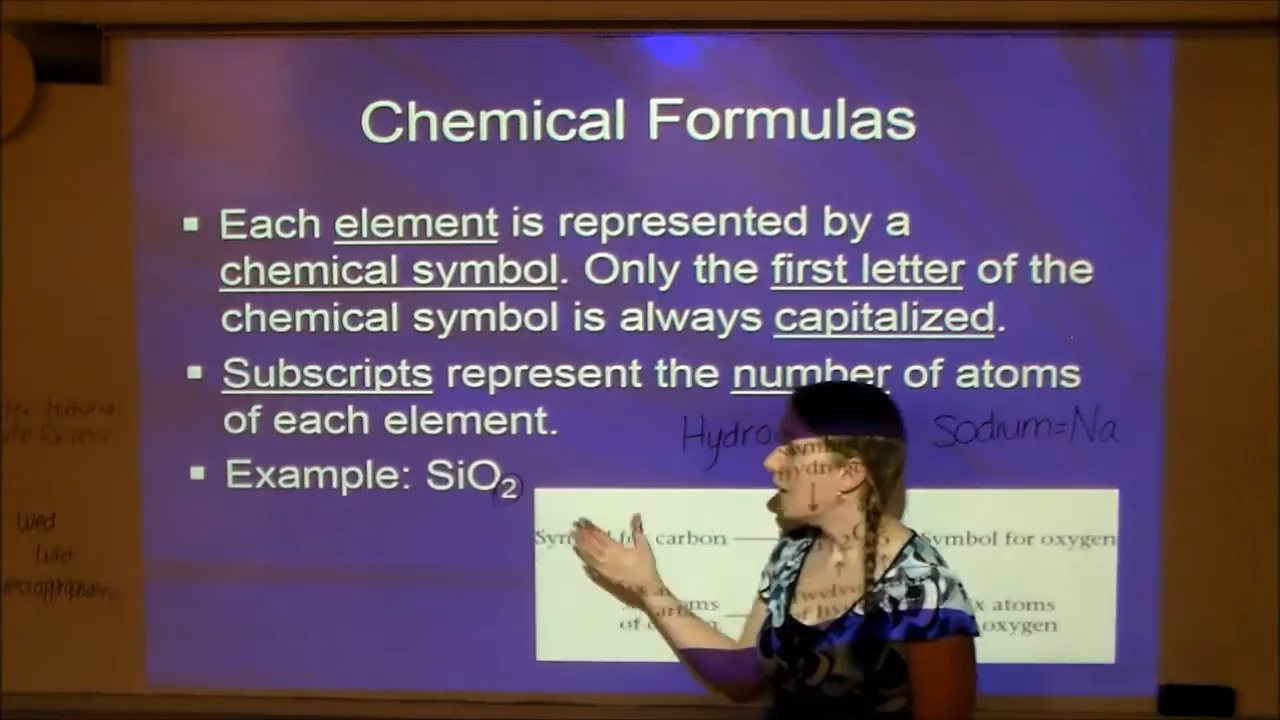 Chemical Formulas
▪ Each element is represented by a
chemical symbol. Only the first letter of the
chemical symbol is always capitalized.
▪ Subscripts represent the number of atoms
of each element.
Sodium=Na
▪ Example: SiO₂
carbon
Symbol for oxygen
Wed
atoms
oxygen